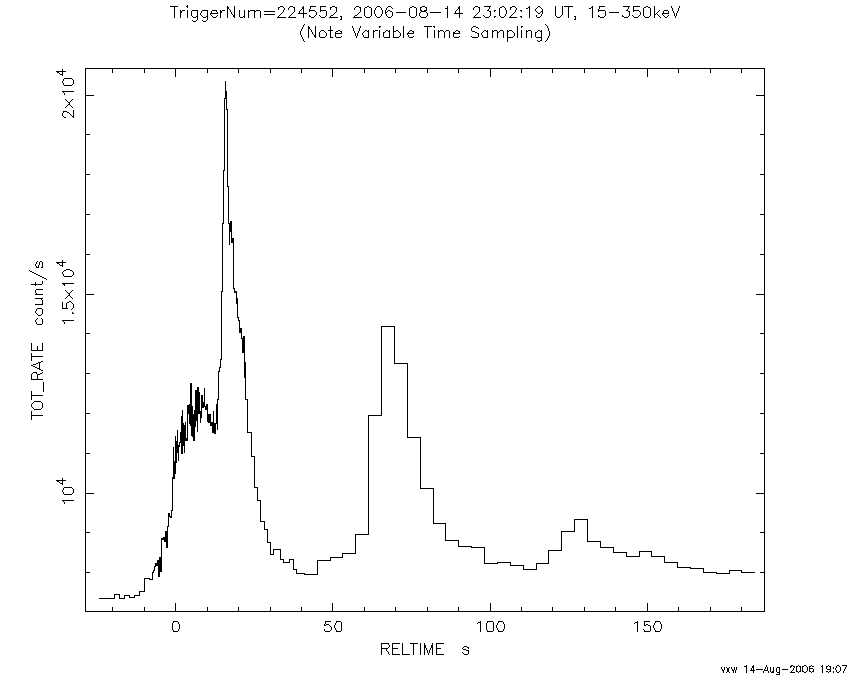 TriggerNum=224552, 2006-08-14 23:02:19 UT, 15-350keV
(Note Variable Time Sampling)
TOT_RATE count/s
2×10⁴
1.5×10⁴
10⁴
0 50 100 150
RELTIME s
vxw 14-Aug-2006 19:07